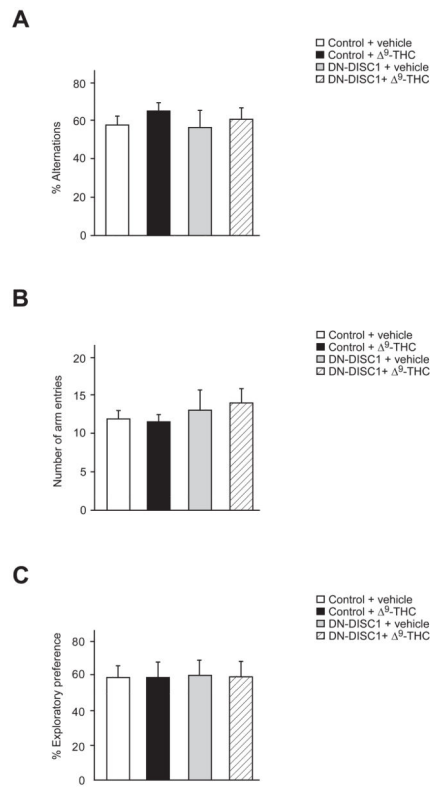 A
Control + vehicle
Control + Δ⁹-THC
DN-DISC1 + vehicle
DN-DISC1+ Δ⁹-THC
% Alternations
80
60
40
20
0
B
Control + vehicle
Control + Δ⁹-THC
DN-DISC1 + vehicle
DN-DISC1+ Δ⁹-THC
Number of arm entries
20
15
10
5
0
C
Control + vehicle
Control + Δ⁹-THC
DN-DISC1 + vehicle
DN-DISC1+ Δ⁹-THC
% Exploratory preference
80
60
40
20
0